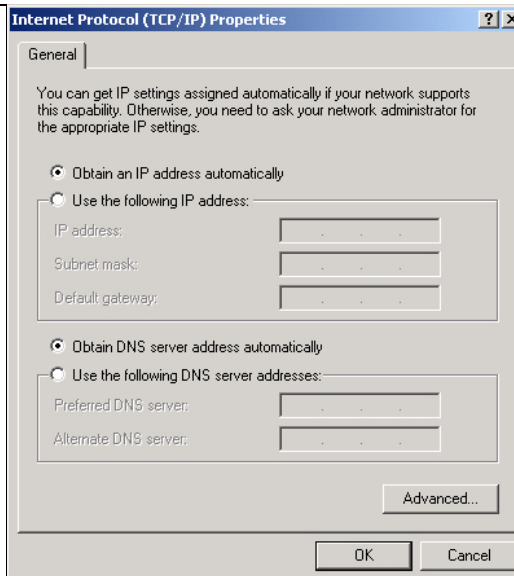 Internet Protocol (TCP/IP) Properties
General
You can get IP settings assigned automatically if your network supports
this capability. Otherwise, you need to ask your network administrator for
the appropriate IP settings.
Obtain an IP address automatically
Use the following IP address:
IP address:
Subnet mask:
Default gateway:
Obtain DNS server address automatically
Use the following DNS server addresses:
Preferred DNS server:
Alternate DNS server:
Advanced...
OK Cancel